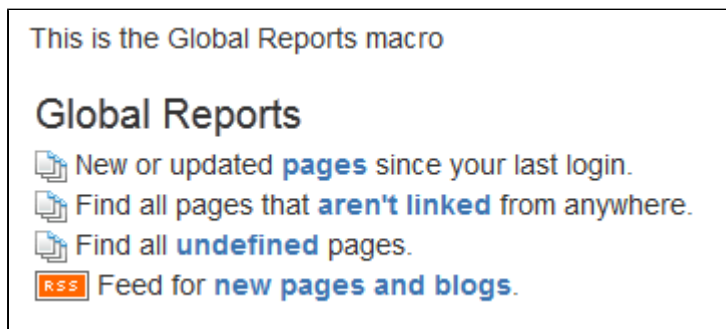 This is the Global Reports macro
Global Reports
New or updated pages since your last login.
Find all pages that aren't linked from anywhere.
Find all undefined pages.
RSS Feed for new pages and blogs.